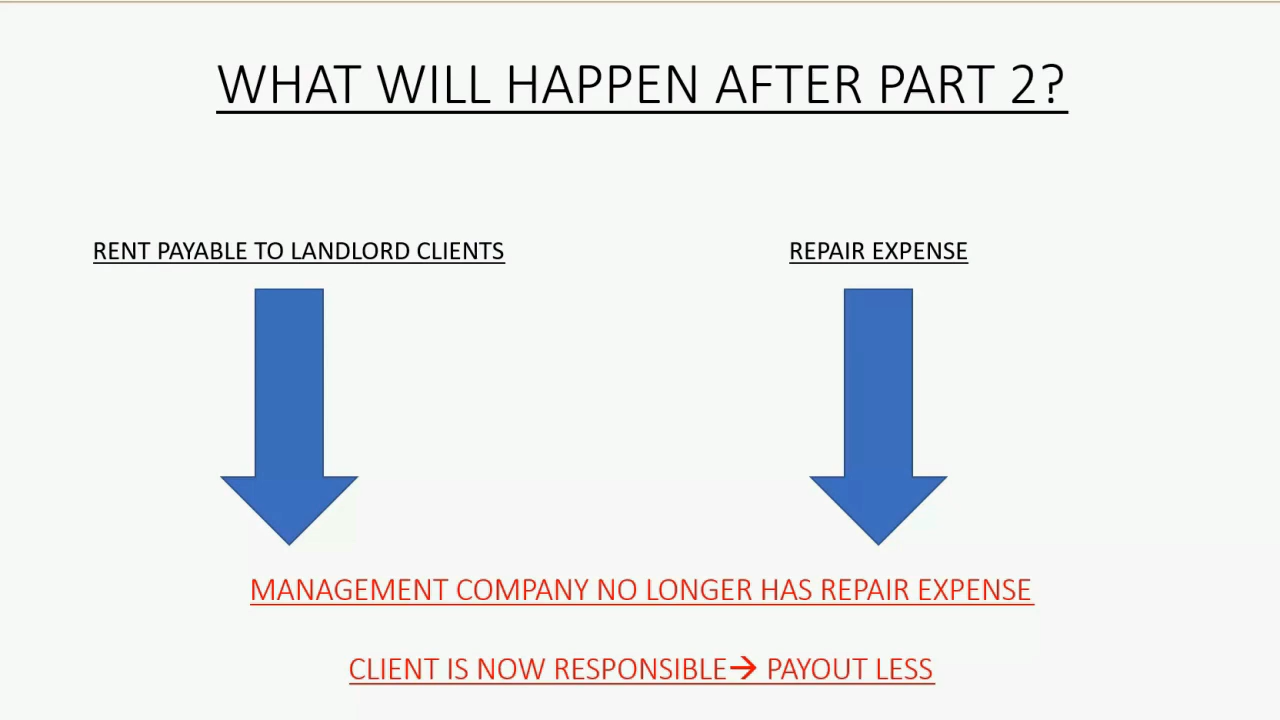 WHAT WILL HAPPEN AFTER PART 2?
RENT PAYABLE TO LANDLORD CLIENTS
REPAIR EXPENSE
MANAGEMENT COMPANY NO LONGER HAS REPAIR EXPENSE
CLIENT IS NOW RESPONSIBLE→ PAYOUT LESS